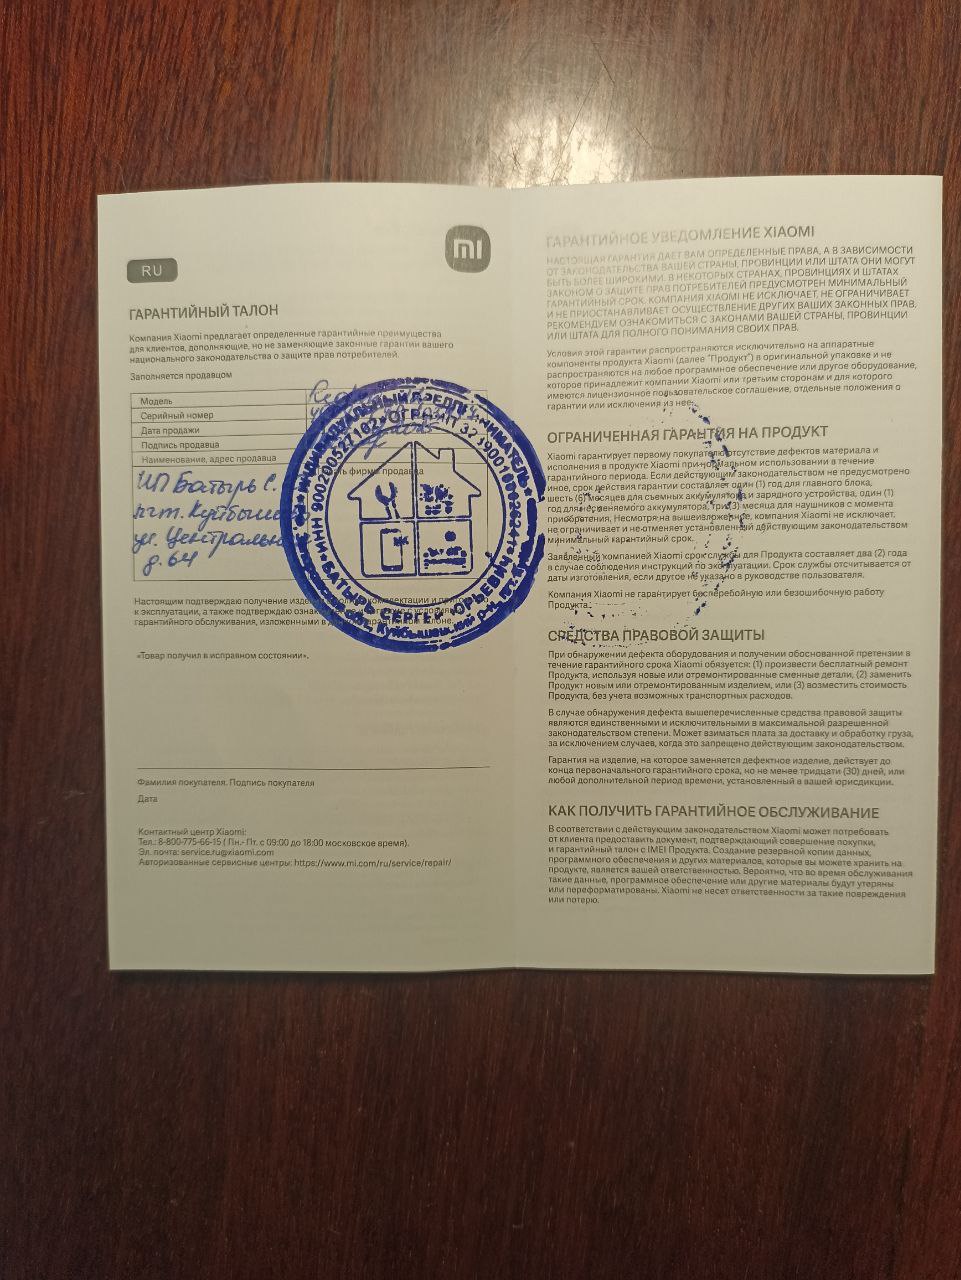 RU
mi
ГАРАНТИЙНЫЙ ТАЛОН
Компания Xiaomi предлагает определенные гарантийные преимущества
для клиентов, дополняющие, но не заменяющие законные гарантии вашего
национального законодательства о защите прав потребителей.
Заполняется продавцом
Модель
Серийный номер
Дата продажи
Подпись продавца
Наименование, адрес продавца
фирмы продавца
ИП Батырь С.
пгт. Куйбыше
ул. Центральн
д. 64
ИНДИВИДУАЛЬНЫЙ ПРЕДПРИНИМАТЕЛЬ
ИНН 900200527102 ОГРНИП
БАТЫРЬ СЕРГЕЙ ЮРЬЕВИЧ
Настоящим подтверждаю получение
к эксплуатации, а также подтверждаю
гарантийного обслуживания, изложенными в
«Товар получил в исправном состоянии».
Фамилия покупателя. Подпись покупателя
Дата
Контактный центр Xiaomi:
Тел.: 8-800-775-66-15 ( Пн.- Пт. с 09:00 до 18:00 московское время).
Эл. почта: service.ru@xiaomi.com
Авторизованные сервисные центры: https://www.mi.com/ru/service/repair/
ГАРАНТИЙНОЕ УВЕДОМЛЕНИЕ XIAOMI
НАСТОЯЩАЯ ГАРАНТИЯ ДАЕТ ВАМ ОПРЕДЕЛЕННЫЕ ПРАВА, А В ЗАВИСИМОСТИ
ОТ ЗАКОНОДАТЕЛЬСТВА ВАШЕЙ СТРАНЫ, ПРОВИНЦИИ ИЛИ ШТАТА ОНИ МОГУТ
БЫТЬ БОЛЕЕ ШИРОКИМИ. В НЕКОТОРЫХ СТРАНАХ, ПРОВИНЦИЯХ И ШТАТАХ
ЗАКОНОМ О ЗАЩИТЕ ПРАВ ПОТРЕБИТЕЛЕЙ ПРЕДУСМОТРЕН МИНИМАЛЬНЫЙ
ГАРАНТИЙНЫЙ СРОК. КОМПАНИЯ XIAOMI НЕ ИСКЛЮЧАЕТ, НЕ ОГРАНИЧИВАЕТ
И НЕ ПРИОСТАНАВЛИВАЕТ ОСУЩЕСТВЛЕНИЕ ДРУГИХ ВАШИХ ЗАКОННЫХ ПРАВ.
РЕКОМЕНДУЕМ ОЗНАКОМИТЬСЯ С ЗАКОНАМИ ВАШЕЙ СТРАНЫ, ПРОВИНЦИИ
ИЛИ ШТАТА ДЛЯ ПОЛНОГО ПОНИМАНИЯ СВОИХ ПРАВ.
Условия этой гарантии распространяются исключительно на аппаратные
компоненты продукта Xiaomi (далее "Продукт") в оригинальной упаковке и не
распространяются на любое программное обеспечение или другое оборудование,
которое принадлежит компании Xiaomi или третьим сторонам и для которого
имеются лицензионное пользовательское соглашение, отдельные положения о
гарантии или исключения из нее.
ОГРАНИЧЕННАЯ ГАРАНТИЯ НА ПРОДУКТ
Xiaomi гарантирует первому покупателю отсутствие дефектов материала и
исполнения в продукте Xiaomi при нормальном использовании в течение
гарантийного периода. Если действующим законодательством не предусмотрено
иное, срок действия гарантии составляет один (1) год для главного блока,
шесть (6) месяцев для съемных аккумулятора и зарядного устройства, один (1)
год для несменяемого аккумулятора, три (3) месяца для наушников с момента
приобретения. Несмотря на вышеизложенное, компания Xiaomi не исключает,
не ограничивает и не отменяет установленный действующим законодательством
минимальный гарантийный срок.
Заявленный компанией Xiaomi срок службы для Продукта составляет два (2) года
в случае соблюдения инструкций по эксплуатации. Срок службы отсчитывается от
даты изготовления, если другое не указано в руководстве пользователя.
Компания Xiaomi не гарантирует бесперебойную или безошибочную работу
Продукта.
СРЕДСТВА ПРАВОВОЙ ЗАЩИТЫ
При обнаружении дефекта оборудования и получении обоснованной претензии в
течение гарантийного срока Xiaomi обязуется: (1) произвести бесплатный ремонт
Продукта, используя новые или отремонтированные сменные детали, (2) заменить
Продукт новым или отремонтированным изделием, или (3) возместить стоимость
Продукта, без учета возможных транспортных расходов.
В случае обнаружения дефекта вышеперечисленные средства правовой защиты
являются единственными и исключительными в максимальной разрешенной
законодательством степени. Может взиматься плата за доставку и обработку груза,
за исключением случаев, когда это запрещено действующим законодательством.
Гарантия на изделие, на которое заменяется дефектное изделие, действует до
конца первоначального гарантийного срока, но не менее тридцати (30) дней, или
любой дополнительной период времени, установленный в вашей юрисдикции.
КАК ПОЛУЧИТЬ ГАРАНТИЙНОЕ ОБСЛУЖИВАНИЕ
В соответствии с действующим законодательством Xiaomi может потребовать
от клиента предоставить документ, подтверждающий совершение покупки,
и гарантийный талон с IMEI Продукта. Создание резервной копии данных,
программного обеспечения и других материалов, которые вы можете хранить на
продукте, является вашей ответственностью. Вероятно, что во время обслуживания
такие данные, программное обеспечение или другие материалы будут утеряны
или переформатированы. Xiaomi не несет ответственности за такие повреждения
или потерю.